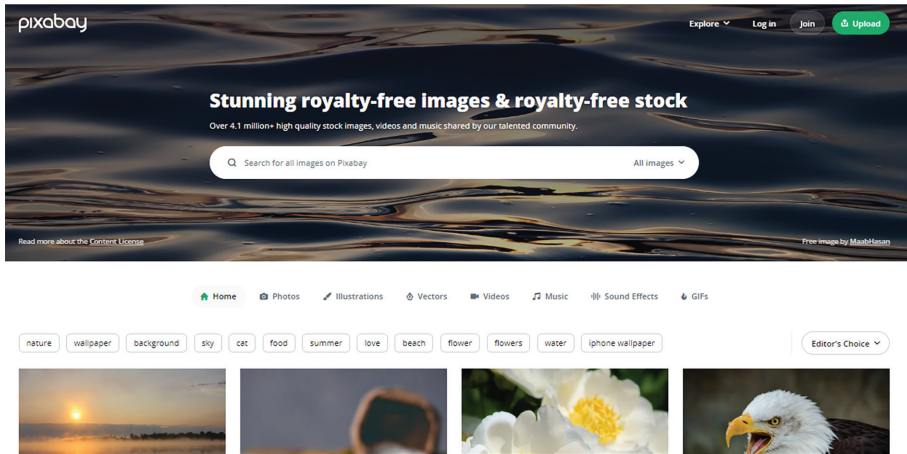 pixabay
Explore Log in Join Upload
Stunning royalty-free images & royalty-free stock
Over 4.1 million+ high quality stock images, videos and music shared by our talented community.
Search for all images on Pixabay All images
Read more about the Content License Free image by MaabHasan
Home Photos Illustrations Vectors Videos Music Sound Effects GIFs
nature wallpaper background sky cat food summer love beach flower flowers water iphone wallpaper Editor's Choice